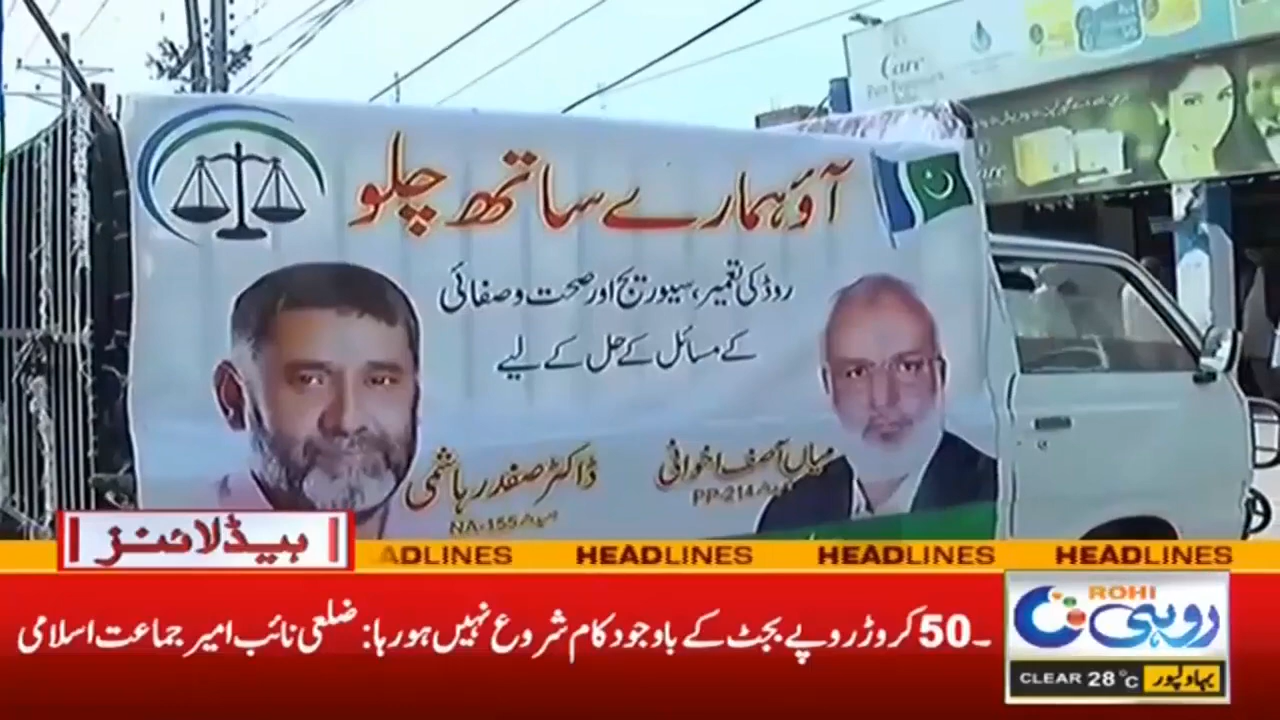 آؤ ہمارے ساتھ چلو
روڈ کی تعمیر، سیوریج اور صحت و صفائی
کے مسائل کے حل کے لیے
میاں آصف اخوانی
PP-214
ڈاکٹر صفدر ہاشمی
NA-155
Care
ہیڈلائنز
ADLINES HEADLINES HEADLINES HEADLINES
۔50 کروڑ روپے بجٹ کے باوجود کام شروع نہیں ہو رہا: ضلعی نائب امیر جماعت اسلامی
ROHI
روہی
CLEAR 28°C بہاولپور